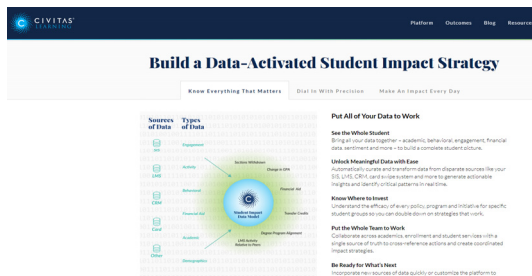 CIVITAS
LEARNING
Platform Outcomes Blog Resource
Build a Data-Activated Student Impact Strategy
Know Everything That Matters Dial In With Precision Make An Impact Every Day
Sources of Data
Types of Data
SIS
LMS
CRM
Card
Other
Engagement
Activity
Behavioral
Financial Aid
Academic
Demographics
Sections Withdrawn
Change in GPA
Financial Aid
Transfer Credits
Degree Program Alignment
LMS Activity
Relative to Peers
Student Impact
Data Model
Put All of Your Data to Work
See the Whole Student
Bring all your data together – academic, behavioral, engagement, financial
data, sentiment and more – to build a complete student picture.
Unlock Meaningful Data with Ease
Automatically curate and transform data from disparate sources like your
SIS, LMS, CRM, card swipe system and more to generate actionable
insights and identify critical patterns in real time.
Know Where to Invest
Understand the efficacy of every policy, program and initiative for specific
student groups so you can double down on strategies that work.
Put the Whole Team to Work
Collaborate across academics, enrollment and student services with a
single source of truth to cross-reference actions and create coordinated
impact strategies.
Be Ready for What's Next
Incorporate new sources of data quickly or customize the platform to